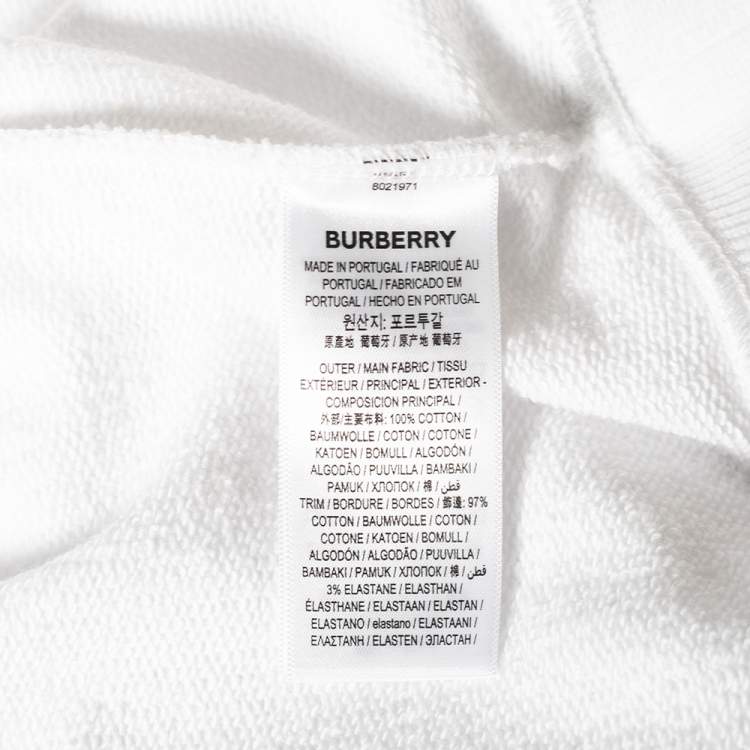 8021971
BURBERRY
MADE IN PORTUGAL / FABRIQUÉ AU
PORTUGAL / FABRICADO EM
PORTUGAL / HECHO EN PORTUGAL
원산지: 포르투갈
原產地 葡萄牙 / 原产地 葡萄牙
OUTER / MAIN FABRIC / TISSU
EXTÉRIEUR / PRINCIPAL / EXTERIOR -
COMPOSICION PRINCIPAL /
外部/主要布料: 100% COTTON /
BAUMWOLLE / COTON / COTONE /
KATOEN / BOMULL / ALGODÓN /
ALGODÃO / PUUVILLA / BAMBAKI /
PAMUK / ХЛОПОК / 棉 / قطن /
TRIM / BORDURE / BORDES / 飾邊: 97%
COTTON / BAUMWOLLE / COTON /
COTONE / KATOEN / BOMULL /
ALGODÓN / ALGODÃO / PUUVILLA /
BAMBAKI / PAMUK / ХЛОПОК / 棉 / قطن /
3% ELASTANE / ELASTHAN /
ÉLASTHANE / ELASTAAN / ELASTAN /
ELASTANO / elastano / ELASTAANI /
ΕΛΑΣΤΑΝΗ / ELASTEN / ЭЛАСТАН /